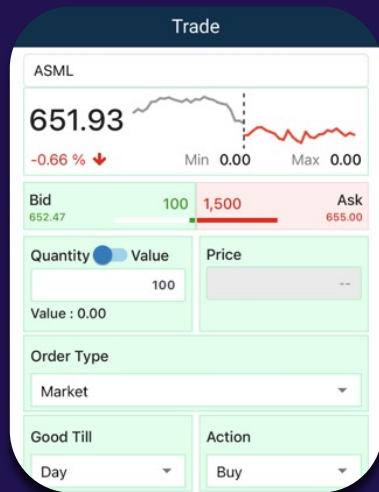 Trade
ASML
651.93
-0.66 % Min 0.00 Max 0.00
Bid 100 1,500 Ask
652.47 655.00
Quantity Value Price
100 --
Value : 0.00
Order Type
Market
Good Till Action
Day Buy